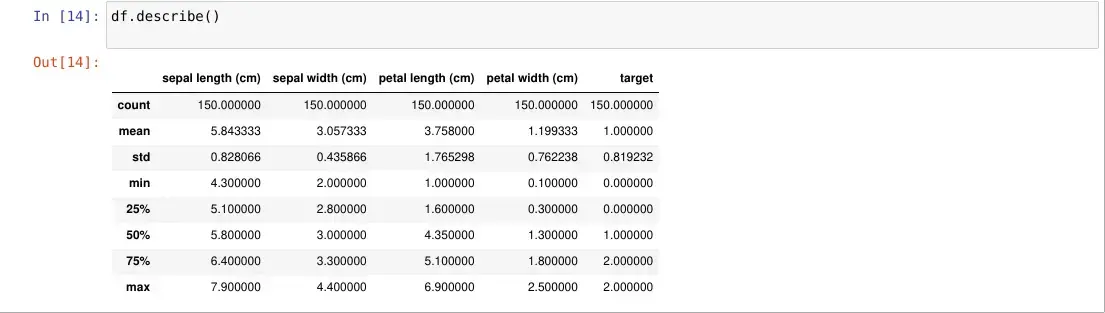 In [14]: df.describe()
Out[14]:
sepal length (cm) sepal width (cm) petal length (cm) petal width (cm) target
count 150.000000 150.000000 150.000000 150.000000 150.000000
mean 5.843333 3.057333 3.758000 1.199333 1.000000
std 0.828066 0.435866 1.765298 0.762238 0.819232
min 4.300000 2.000000 1.000000 0.100000 0.000000
25% 5.100000 2.800000 1.600000 0.300000 0.000000
50% 5.800000 3.000000 4.350000 1.300000 1.000000
75% 6.400000 3.300000 5.100000 1.800000 2.000000
max 7.900000 4.400000 6.900000 2.500000 2.000000